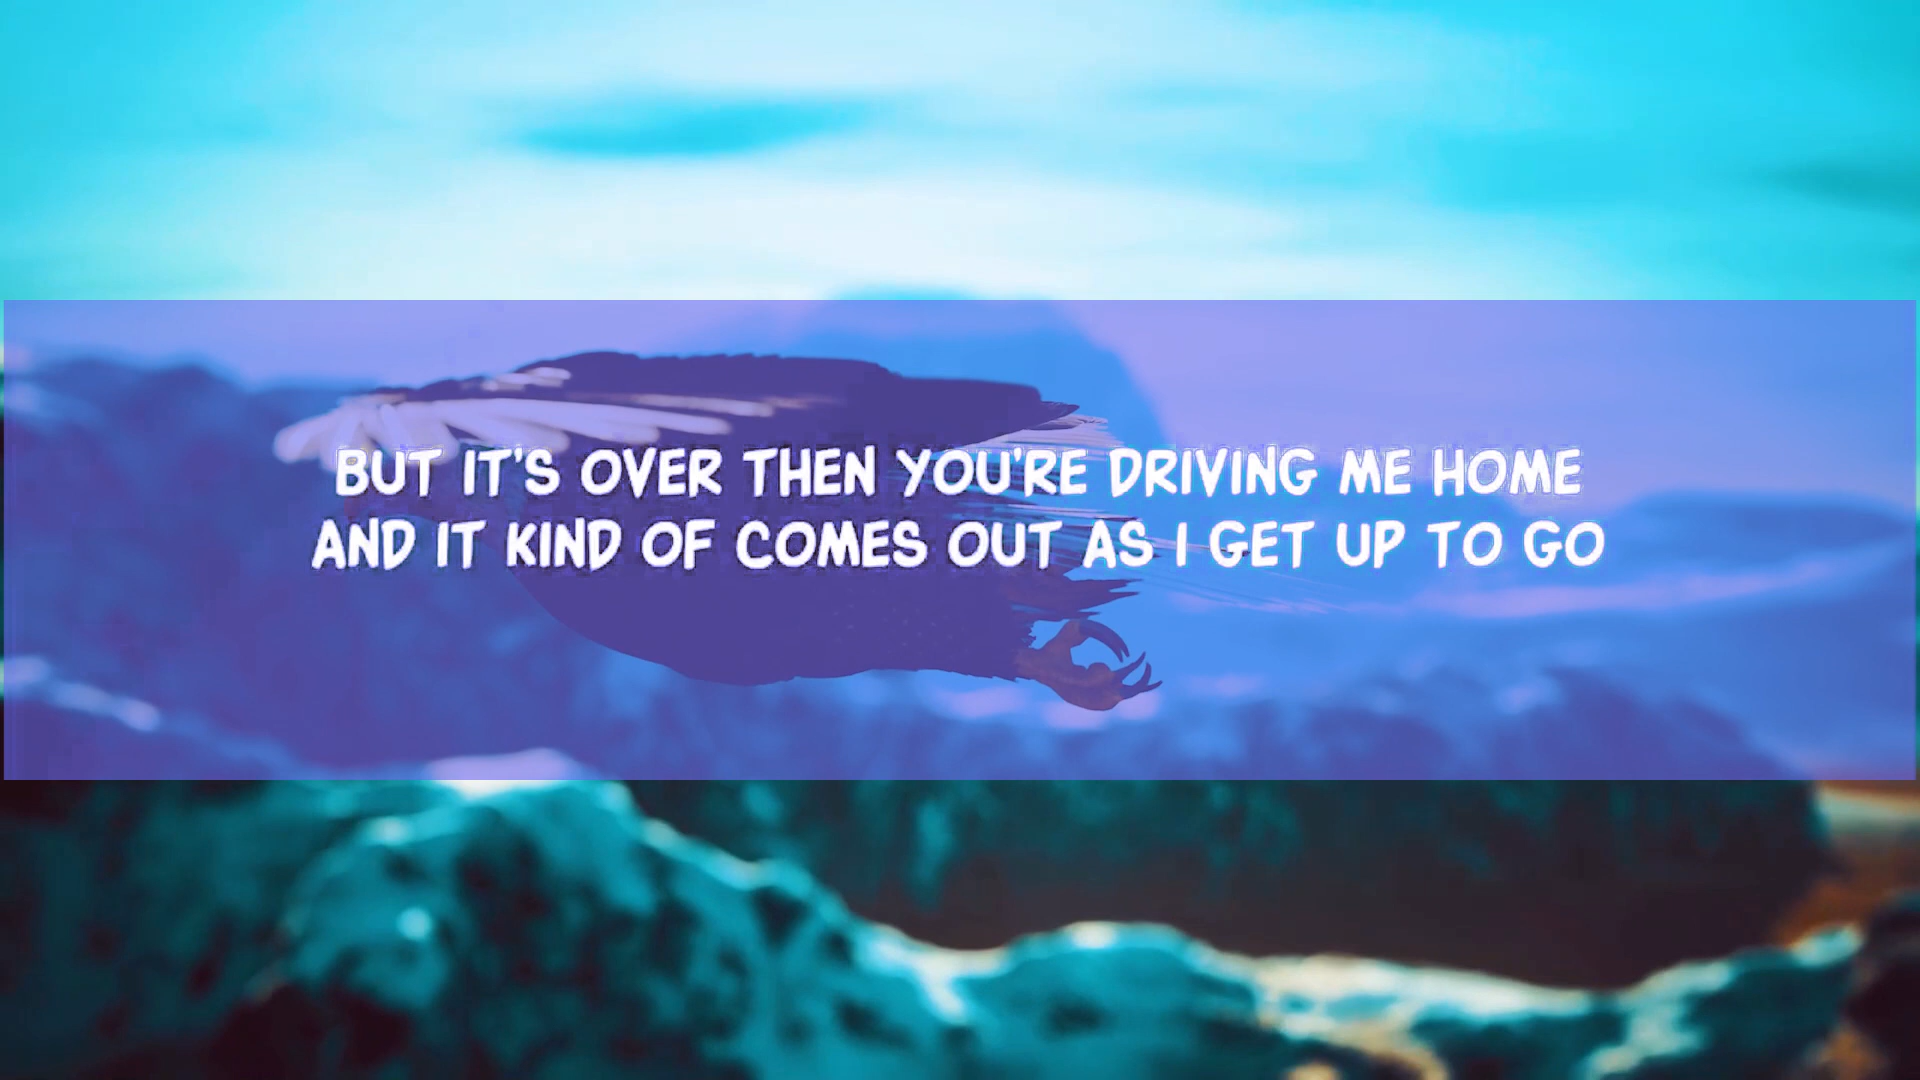 BUT IT'S OVER THEN YOU'RE DRIVING ME HOME
AND IT KIND OF COMES OUT AS I GET UP TO GO